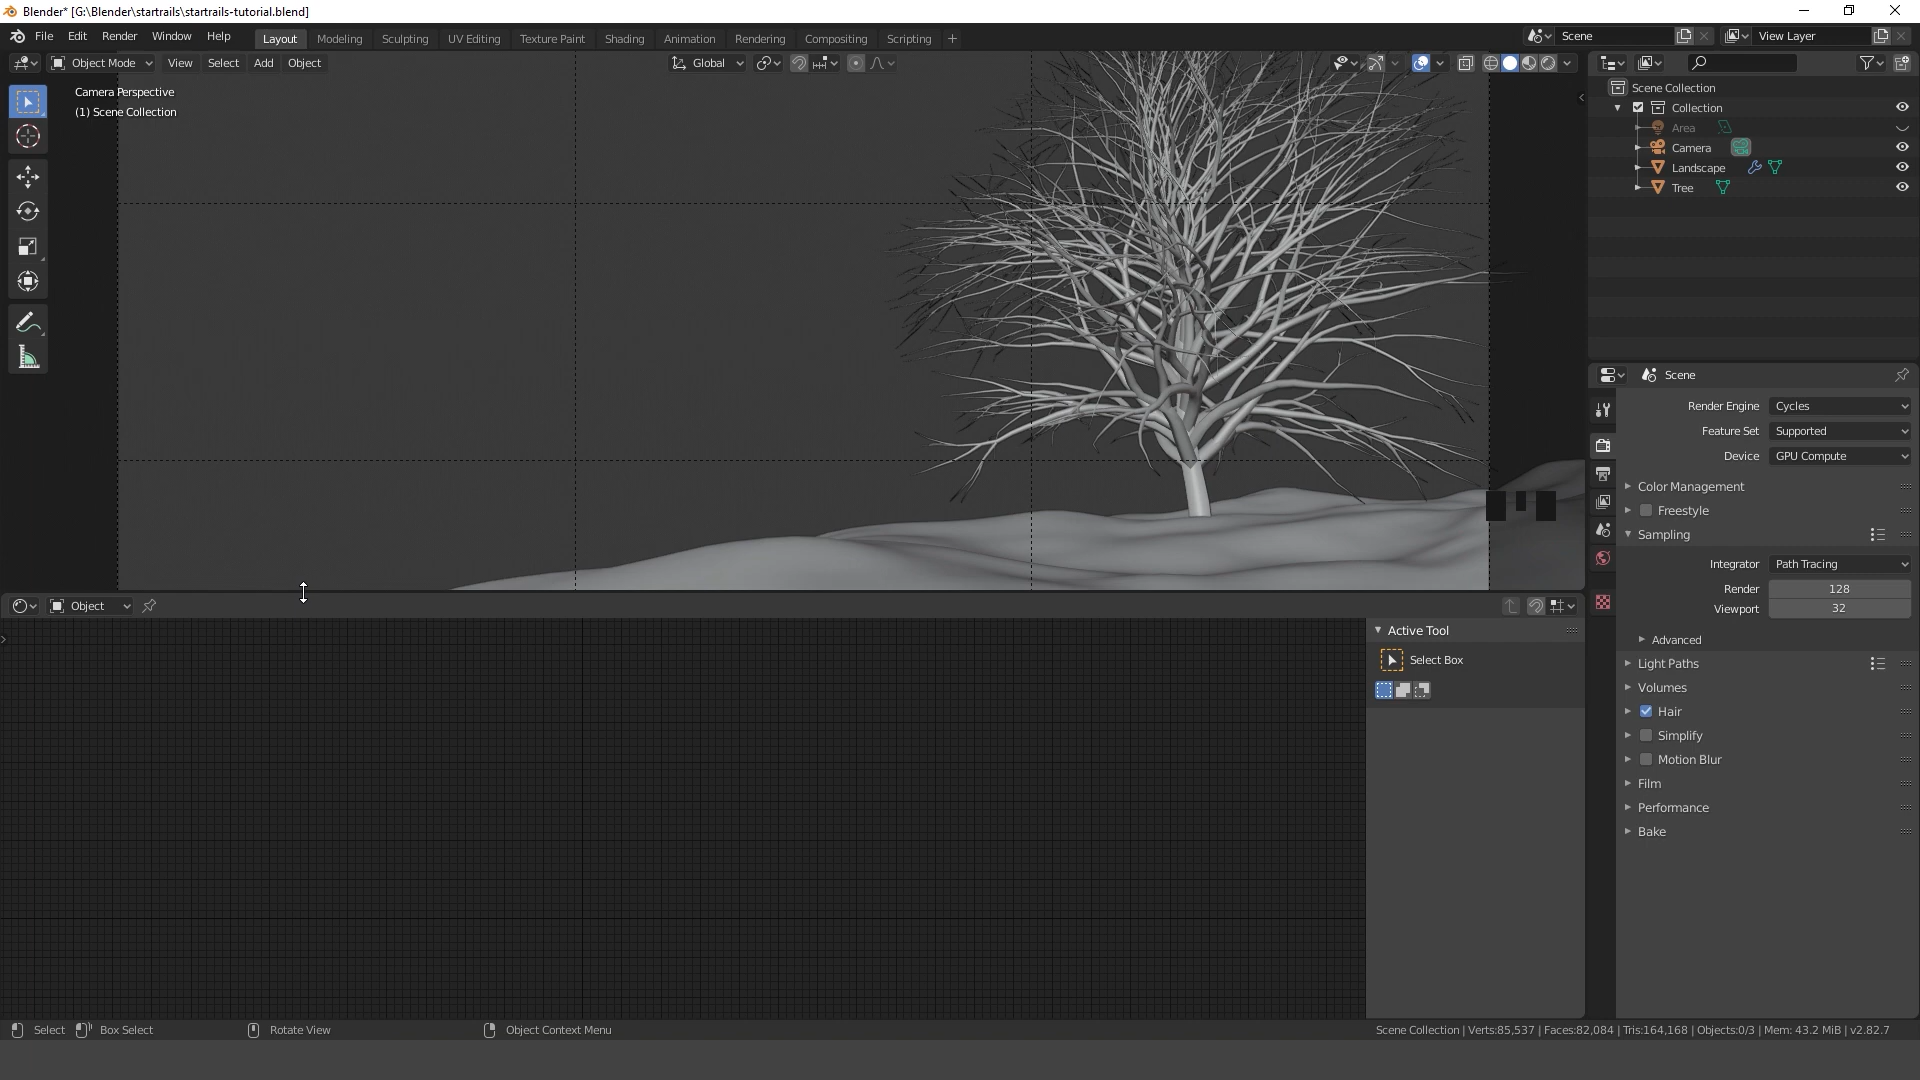 Blender* [G:\Blender\startrails\startrails-tutorial.blend]
File Edit Render Window Help Layout Modeling Sculpting UV Editing Texture Paint Shading Animation Rendering Compositing Scripting + Scene View Layer
Object Mode View Select Add Object Global
Camera Perspective
(1) Scene Collection
Scene Collection
Collection
Area
Camera
Landscape
Tree
Scene
Render Engine Cycles
Feature Set Supported
Device GPU Compute
Color Management
Freestyle
Sampling
Integrator Path Tracing
Render 128
Viewport 32
Advanced
Light Paths
Volumes
Hair
Simplify
Motion Blur
Film
Performance
Bake
Object
Active Tool
Select Box
Select Box Select Rotate View Object Context Menu
Scene Collection | Verts:85,537 | Faces:82,084 | Tris:164,168 | Objects:0/3 | Mem: 43.2 MiB | v2.82.7